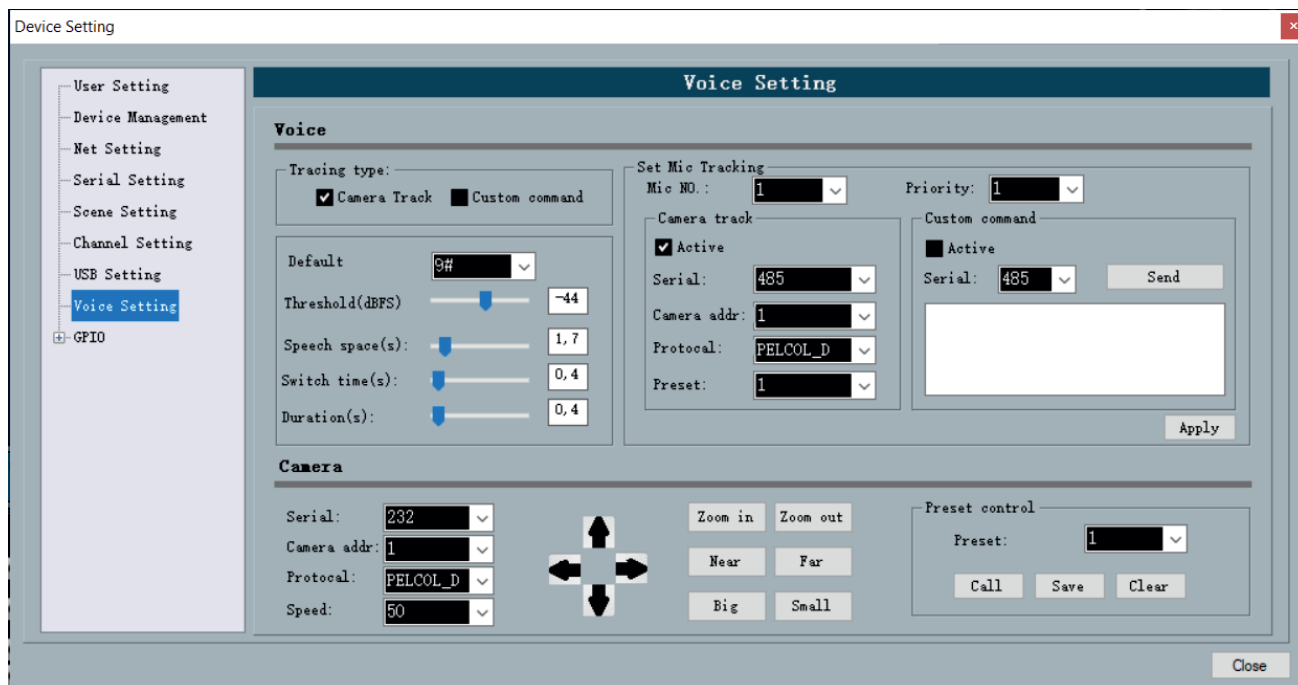 Device Setting
User Setting
Device Management
Net Setting
Serial Setting
Scene Setting
Channel Setting
USB Setting
Voice Setting
GPIO
Voice Setting
Voice
Tracing type:
Camera Track Custom command
Default 9#
Threshold(dBFS) -44
Speech space(s): 1,7
Switch time(s): 0,4
Duration(s): 0,4
Set Mic Tracking
Mic NO.: 1 Priority: 1
Camera track
Active
Serial: 485
Camera addr: 1
Protocal: PELCOL_D
Preset: 1
Custom command
Active
Serial: 485 Send
Apply
Camera
Serial: 232
Camera addr: 1
Protocal: PELCOL_D
Speed: 50
Zoom in Zoom out
Near Far
Big Small
Preset control
Preset: 1
Call Save Clear
Close